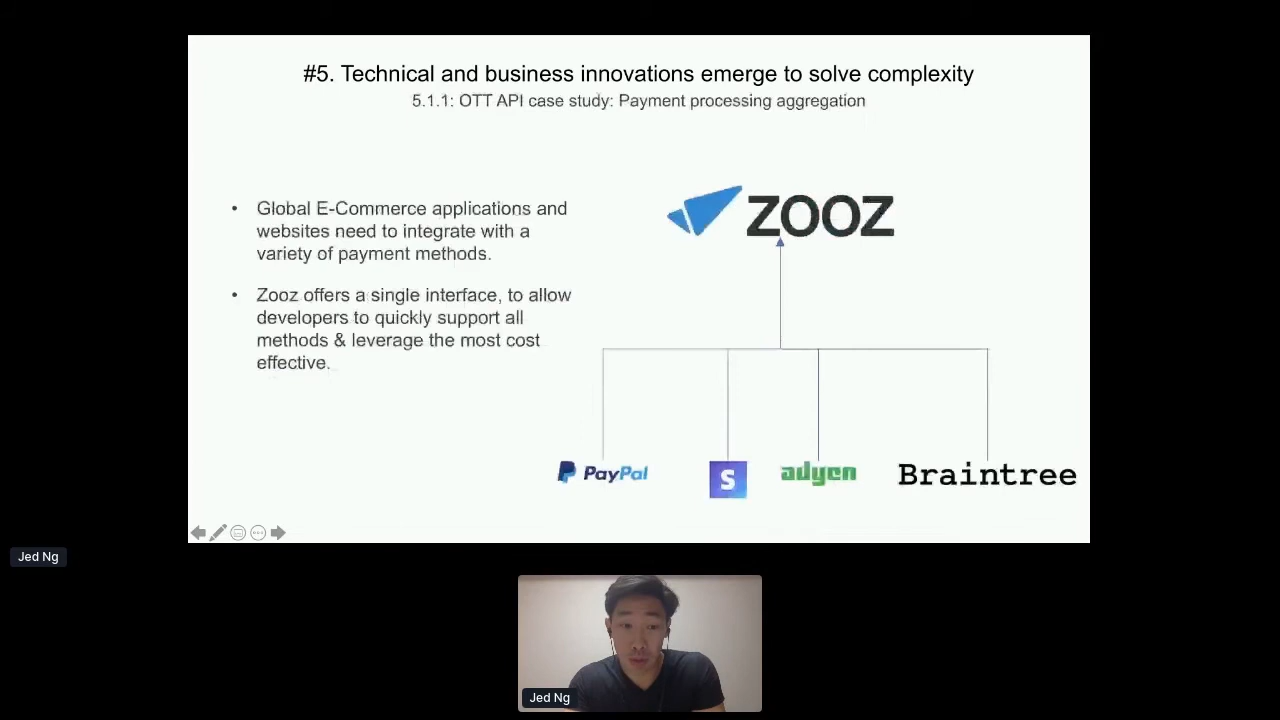 #5. Technical and business innovations emerge to solve complexity
5.1.1: OTT API case study: Payment processing aggregation
• Global E-Commerce applications and
websites need to integrate with a
variety of payment methods.
• Zooz offers a single interface, to allow
developers to quickly support all
methods & leverage the most cost
effective.
ZOOZ
PayPal
S
adyen
Braintree
Jed Ng
Jed Ng